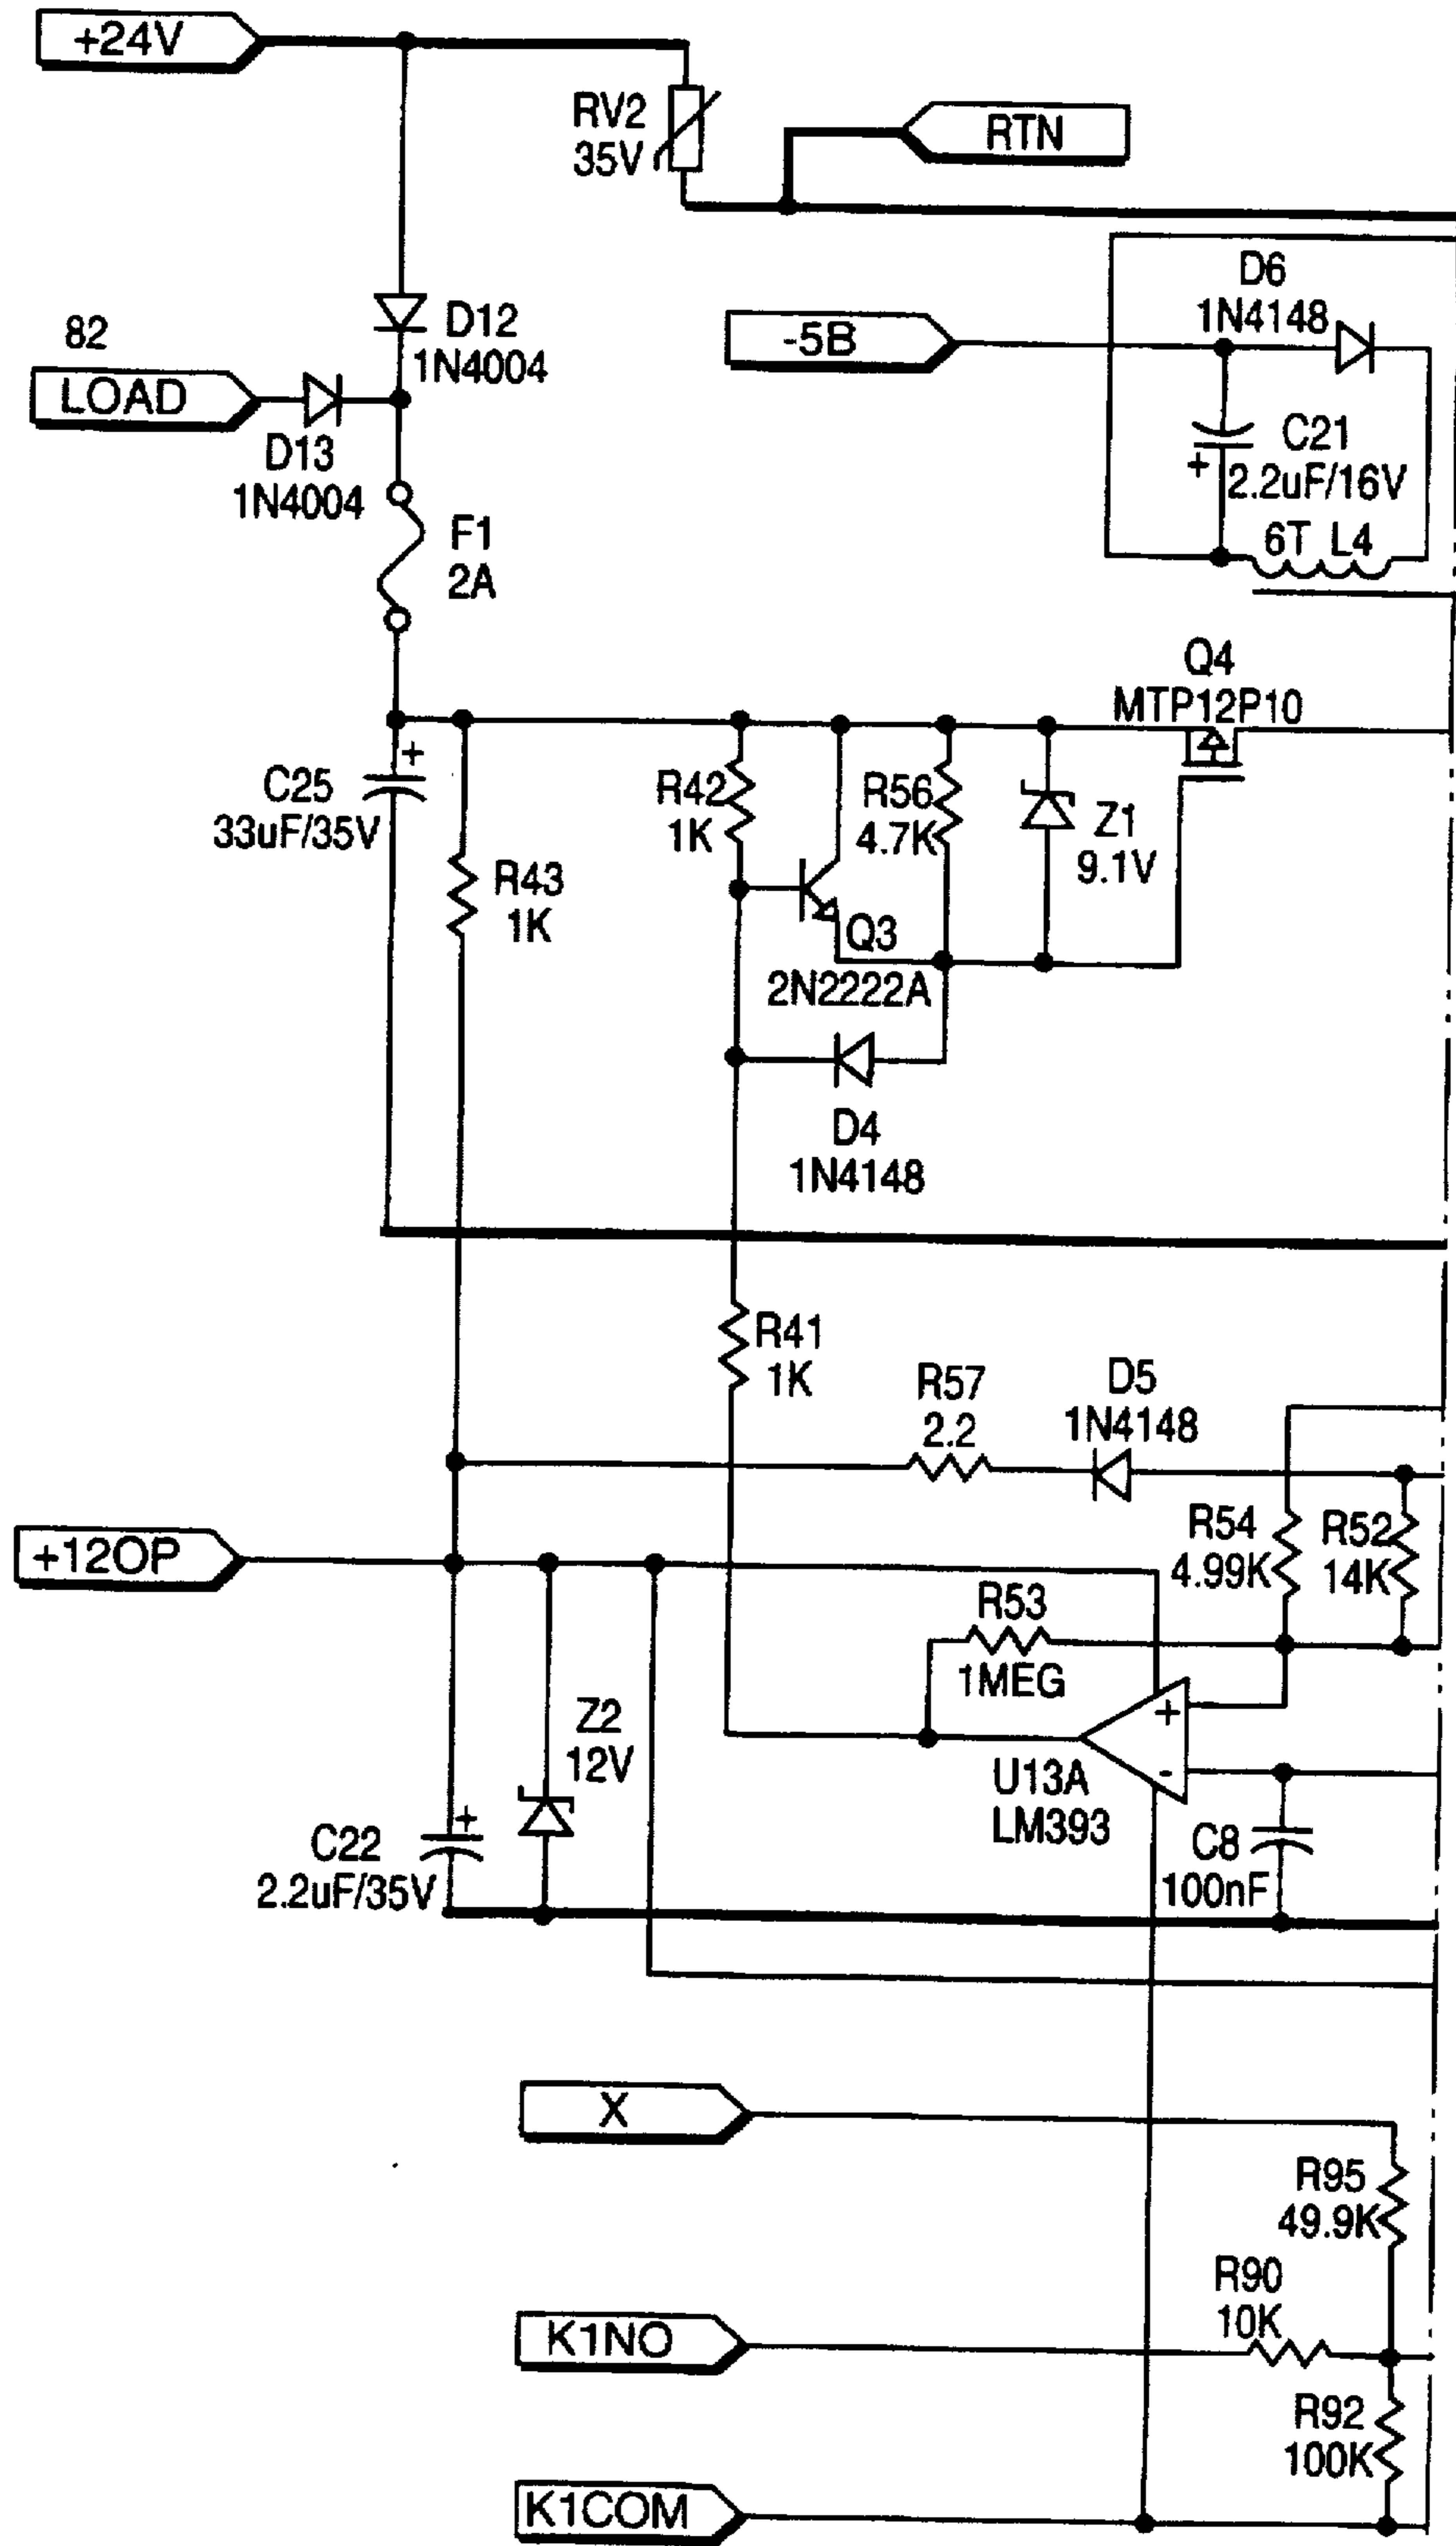 +24V
RV2
35V
RTN
D6
1N4148
82
D12
1N4004
-5B
LOAD
D13
1N4004
C21
+
2.2uF/16V
F1
2A
6T L4
Q4
MTP12P10
+
C25
33uF/35V
R42
1K
R56
4.7K
Z1
9.1V
R43
1K
Q3
2N2222A
D4
1N4148
R41
1K
R57
2.2
D5
1N4148
+12OP
R54
4.99K
R52
14K
R53
1MEG
Z2
12V
+
-
U13A
LM393
+
C22
2.2uF/35V
C8
100nF
X
R95
49.9K
R90
10K
K1NO
R92
100K
K1COM